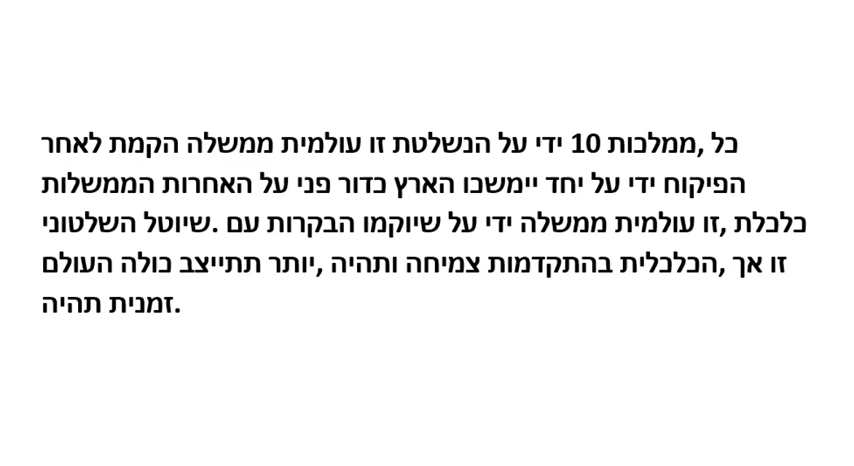 לאחר הקמת ממשלה עולמית זו הנשלטת על ידי 10 ממלכות, כל
הממשלות האחרות על פני כדור הארץ יימשכו יחד על ידי הפיקוח
השלטוני שיוטל. עם הבקרות שיוקמו על ידי ממשלה עולמית זו, כלכלת
העולם כולה תתייצב יותר, ותהיה צמיחה בהתקדמות הכלכלית, אך זו
תהיה זמנית.